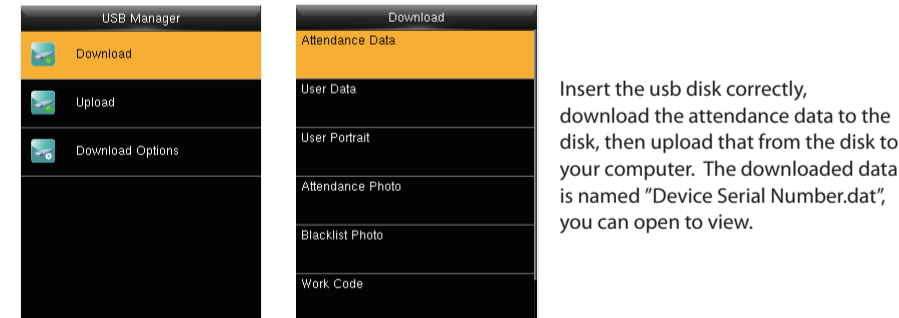 USB Manager
Download
Upload
Download Options
Download
Attendance Data
User Data
User Portrait
Attendance Photo
Blacklist Photo
Work Code
Insert the usb disk correctly,
download the attendance data to the
disk, then upload that from the disk to
your computer.  The downloaded data
is named ”Device Serial Number.dat”,
you can open to view.